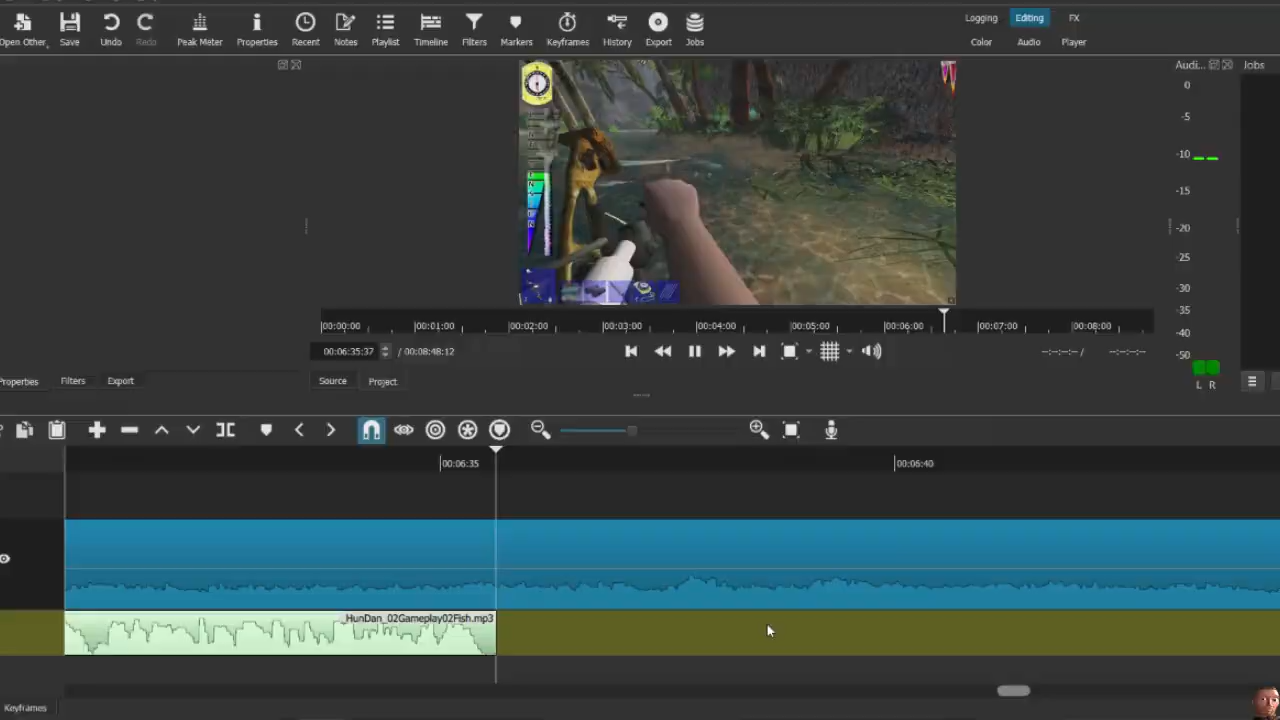 Open Other... Save Undo Redo Peak Meter Properties Recent Notes Playlist Timeline Filters Markers Keyframes History Export Jobs
Logging Editing FX
Color Audio Player
Audi... Jobs
0
-5
-10
-15
-20
-25
-30
-35
-40
-50
L R
00:00:00 00:01:00 00:02:00 00:03:00 00:04:00 00:05:00 00:06:00 00:07:00 00:08:00
00:06:35:37 / 00:08:48:12 --:--:--:-- / --:--:--:--
Properties Filters Export Source Project
00:06:35 00:06:40
_HunDan_02Gameplay02Fish.mp3
Keyframes